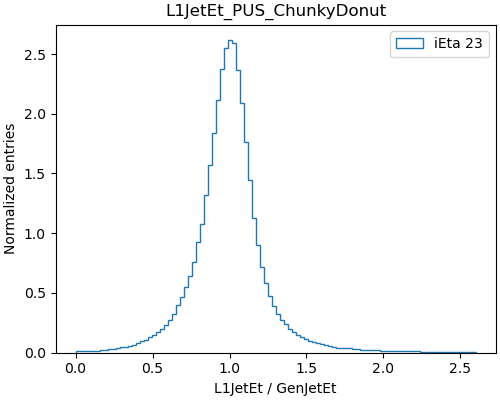 L1JetEt_PUS_ChunkyDonut
iEta 23
Normalized entries
2.5
2.0
1.5
1.0
0.5
0.0
0.0 0.5 1.0 1.5 2.0 2.5
L1JetEt / GenJetEt